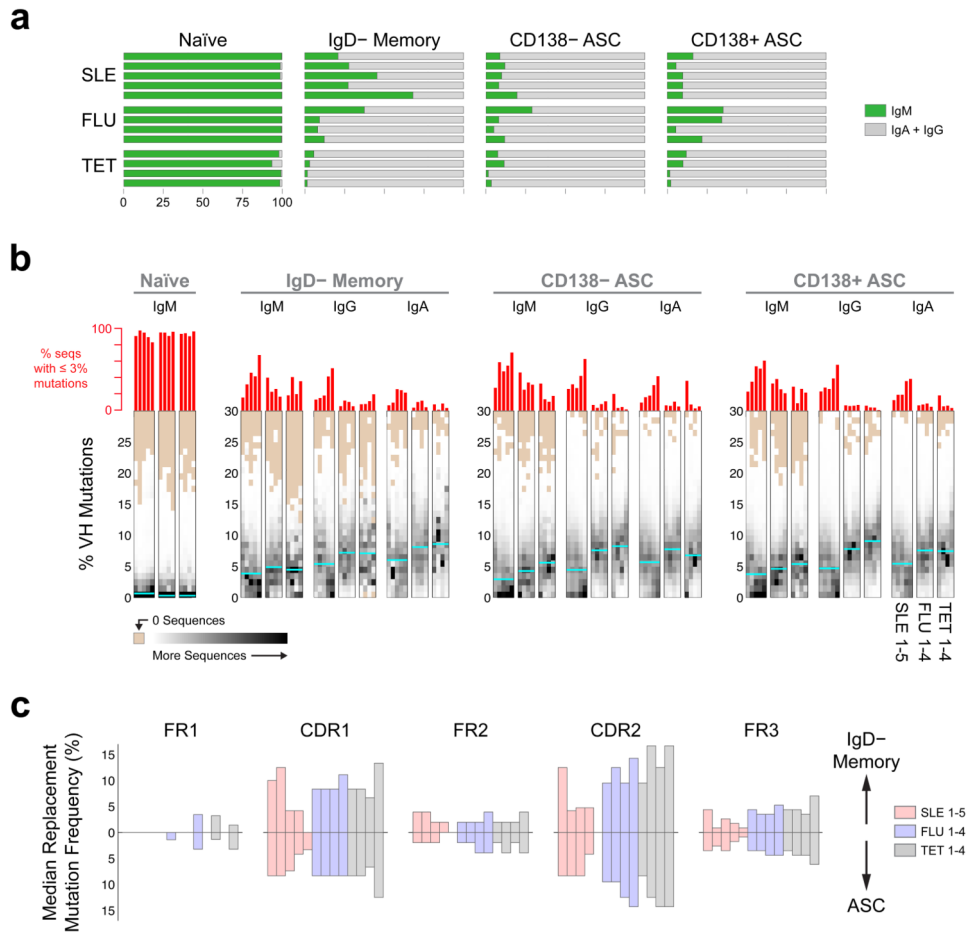 a
Naïve IgD− Memory CD138− ASC CD138+ ASC
SLE
FLU
TET
IgM
IgA + IgG
0 25 50 75 100
b
Naïve IgD− Memory CD138− ASC CD138+ ASC
IgM IgM IgG IgA IgM IgG IgA IgM IgG IgA
100
% seqs
with ≤ 3%
mutations
0
% VH Mutations
30 30 30
25 25 25 25
20 20 20 20
15 15 15 15
10 10 10 10
5 5 5 5
0 0 0 0
0 Sequences
More Sequences
SLE 1-5
FLU 1-4
TET 1-4
c
FR1 CDR1 FR2 CDR2 FR3
Median Replacement
Mutation Frequency (%)
15
10
5
0
5
10
15
IgD−
Memory
SLE 1-5
FLU 1-4
TET 1-4
ASC